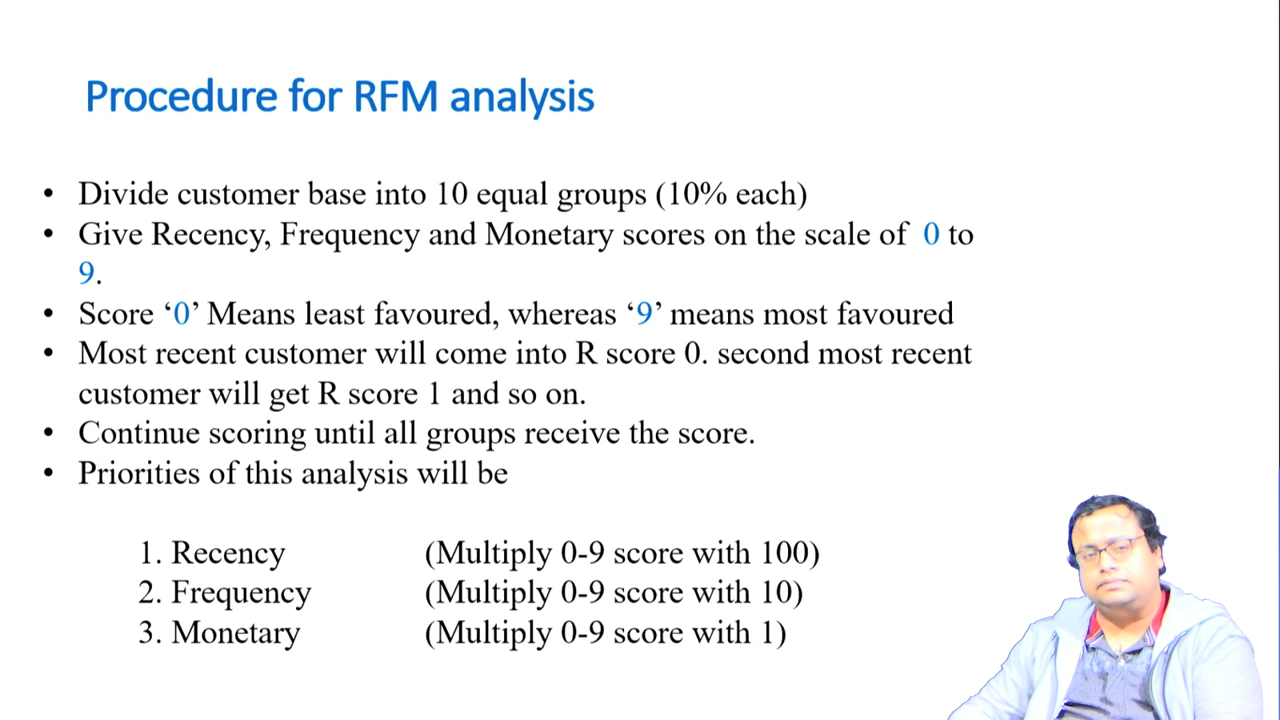 Procedure for RFM analysis
• Divide customer base into 10 equal groups (10% each)
• Give Recency, Frequency and Monetary scores on the scale of 0 to
9.
• Score ‘0’ Means least favoured, whereas ‘9’ means most favoured
• Most recent customer will come into R score 0. second most recent
customer will get R score 1 and so on.
• Continue scoring until all groups receive the score.
• Priorities of this analysis will be
1. Recency (Multiply 0-9 score with 100)
2. Frequency (Multiply 0-9 score with 10)
3. Monetary (Multiply 0-9 score with 1)